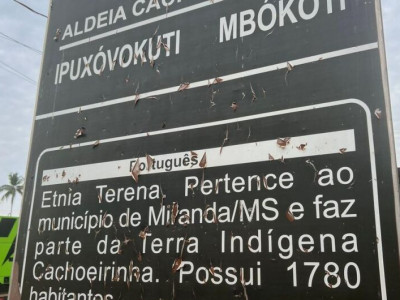 ALDEIA
IPUXÓVOKUTI MBÓKOTI
Português
Etnia Terena. Pertence ao
município de Miranda/MS e faz
parte da Terra Indígena
Cachoeirinha. Possui 1780
habitantes